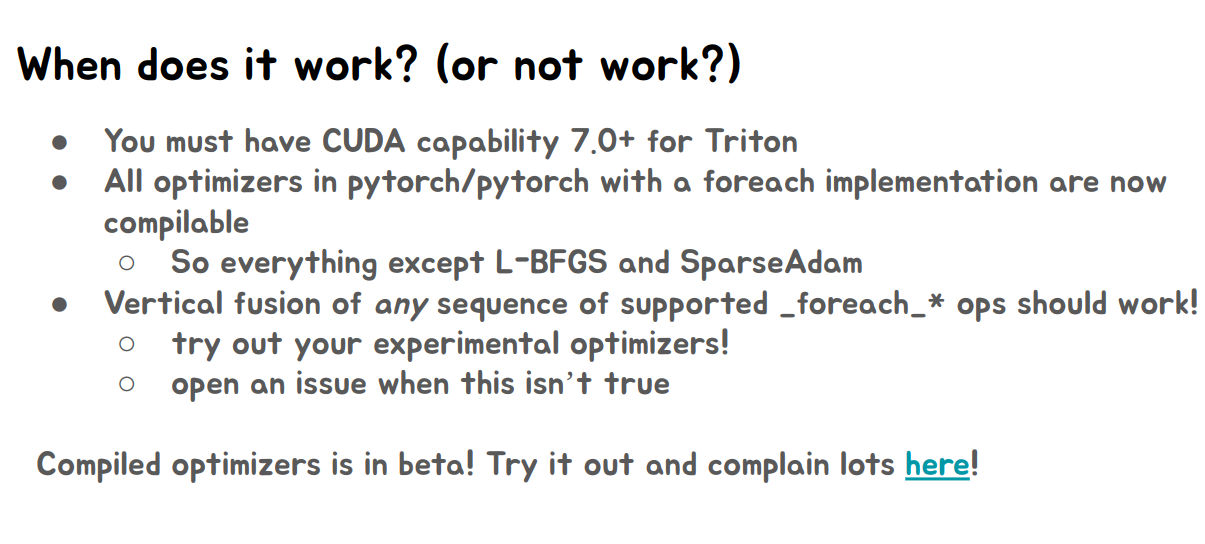 When does it work? (or not work?)
● You must have CUDA capability 7.0+ for Triton
● All optimizers in pytorch/pytorch with a foreach implementation are now
compilable
○ So everything except L-BFGS and SparseAdam
● Vertical fusion of any sequence of supported _foreach_* ops should work!
○ try out your experimental optimizers!
○ open an issue when this isn’t true
Compiled optimizers is in beta! Try it out and complain lots here!